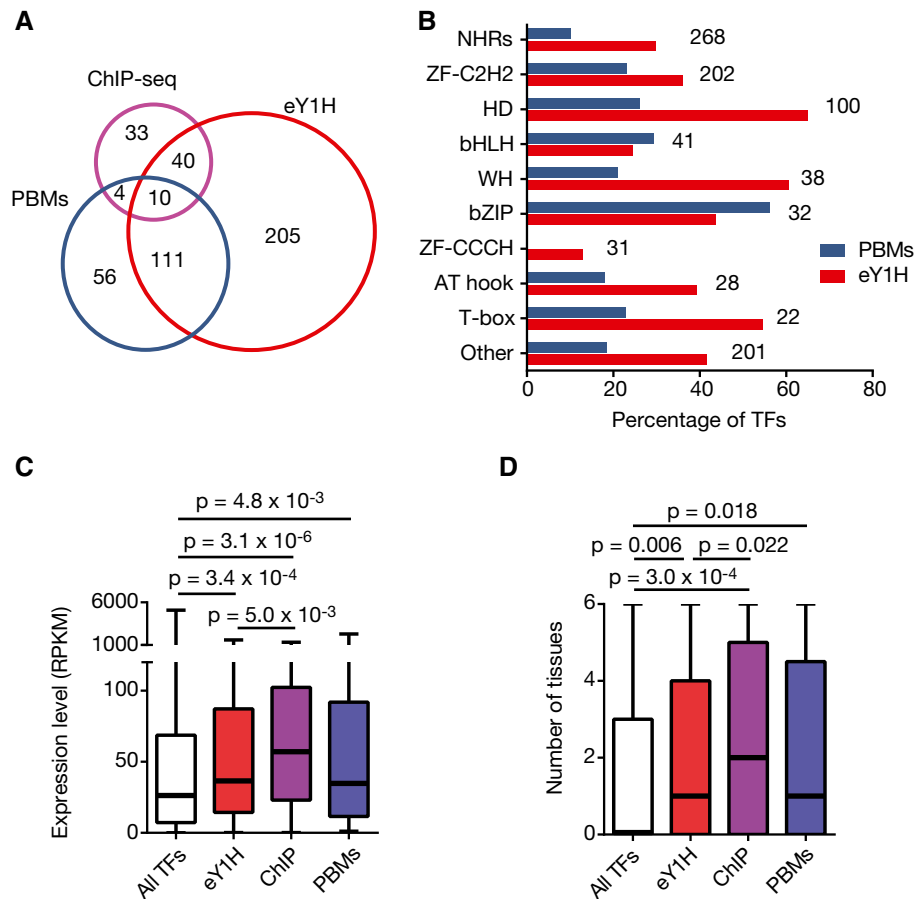 A
ChIP-seq
eY1H
PBMs
33
40
4
10
205
56
111
B
NHRs
268
ZF-C2H2
202
HD
100
bHLH
41
WH
38
bZIP
32
ZF-CCCH
31
AT hook
28
T-box
22
Other
201
PBMs
eY1H
0
20
40
60
80
Percentage of TFs
C
p = 4.8 x 10-3
p = 3.1 x 10-6
p = 3.4 x 10-4
p = 5.0 x 10-3
6000
1000
100
50
0
Expression level (RPKM)
All TFs
eY1H
ChIP
PBMs
D
p = 0.018
p = 0.006
p = 0.022
p = 3.0 x 10-4
6
4
2
0
Number of tissues
All TFs
eY1H
ChIP
PBMs